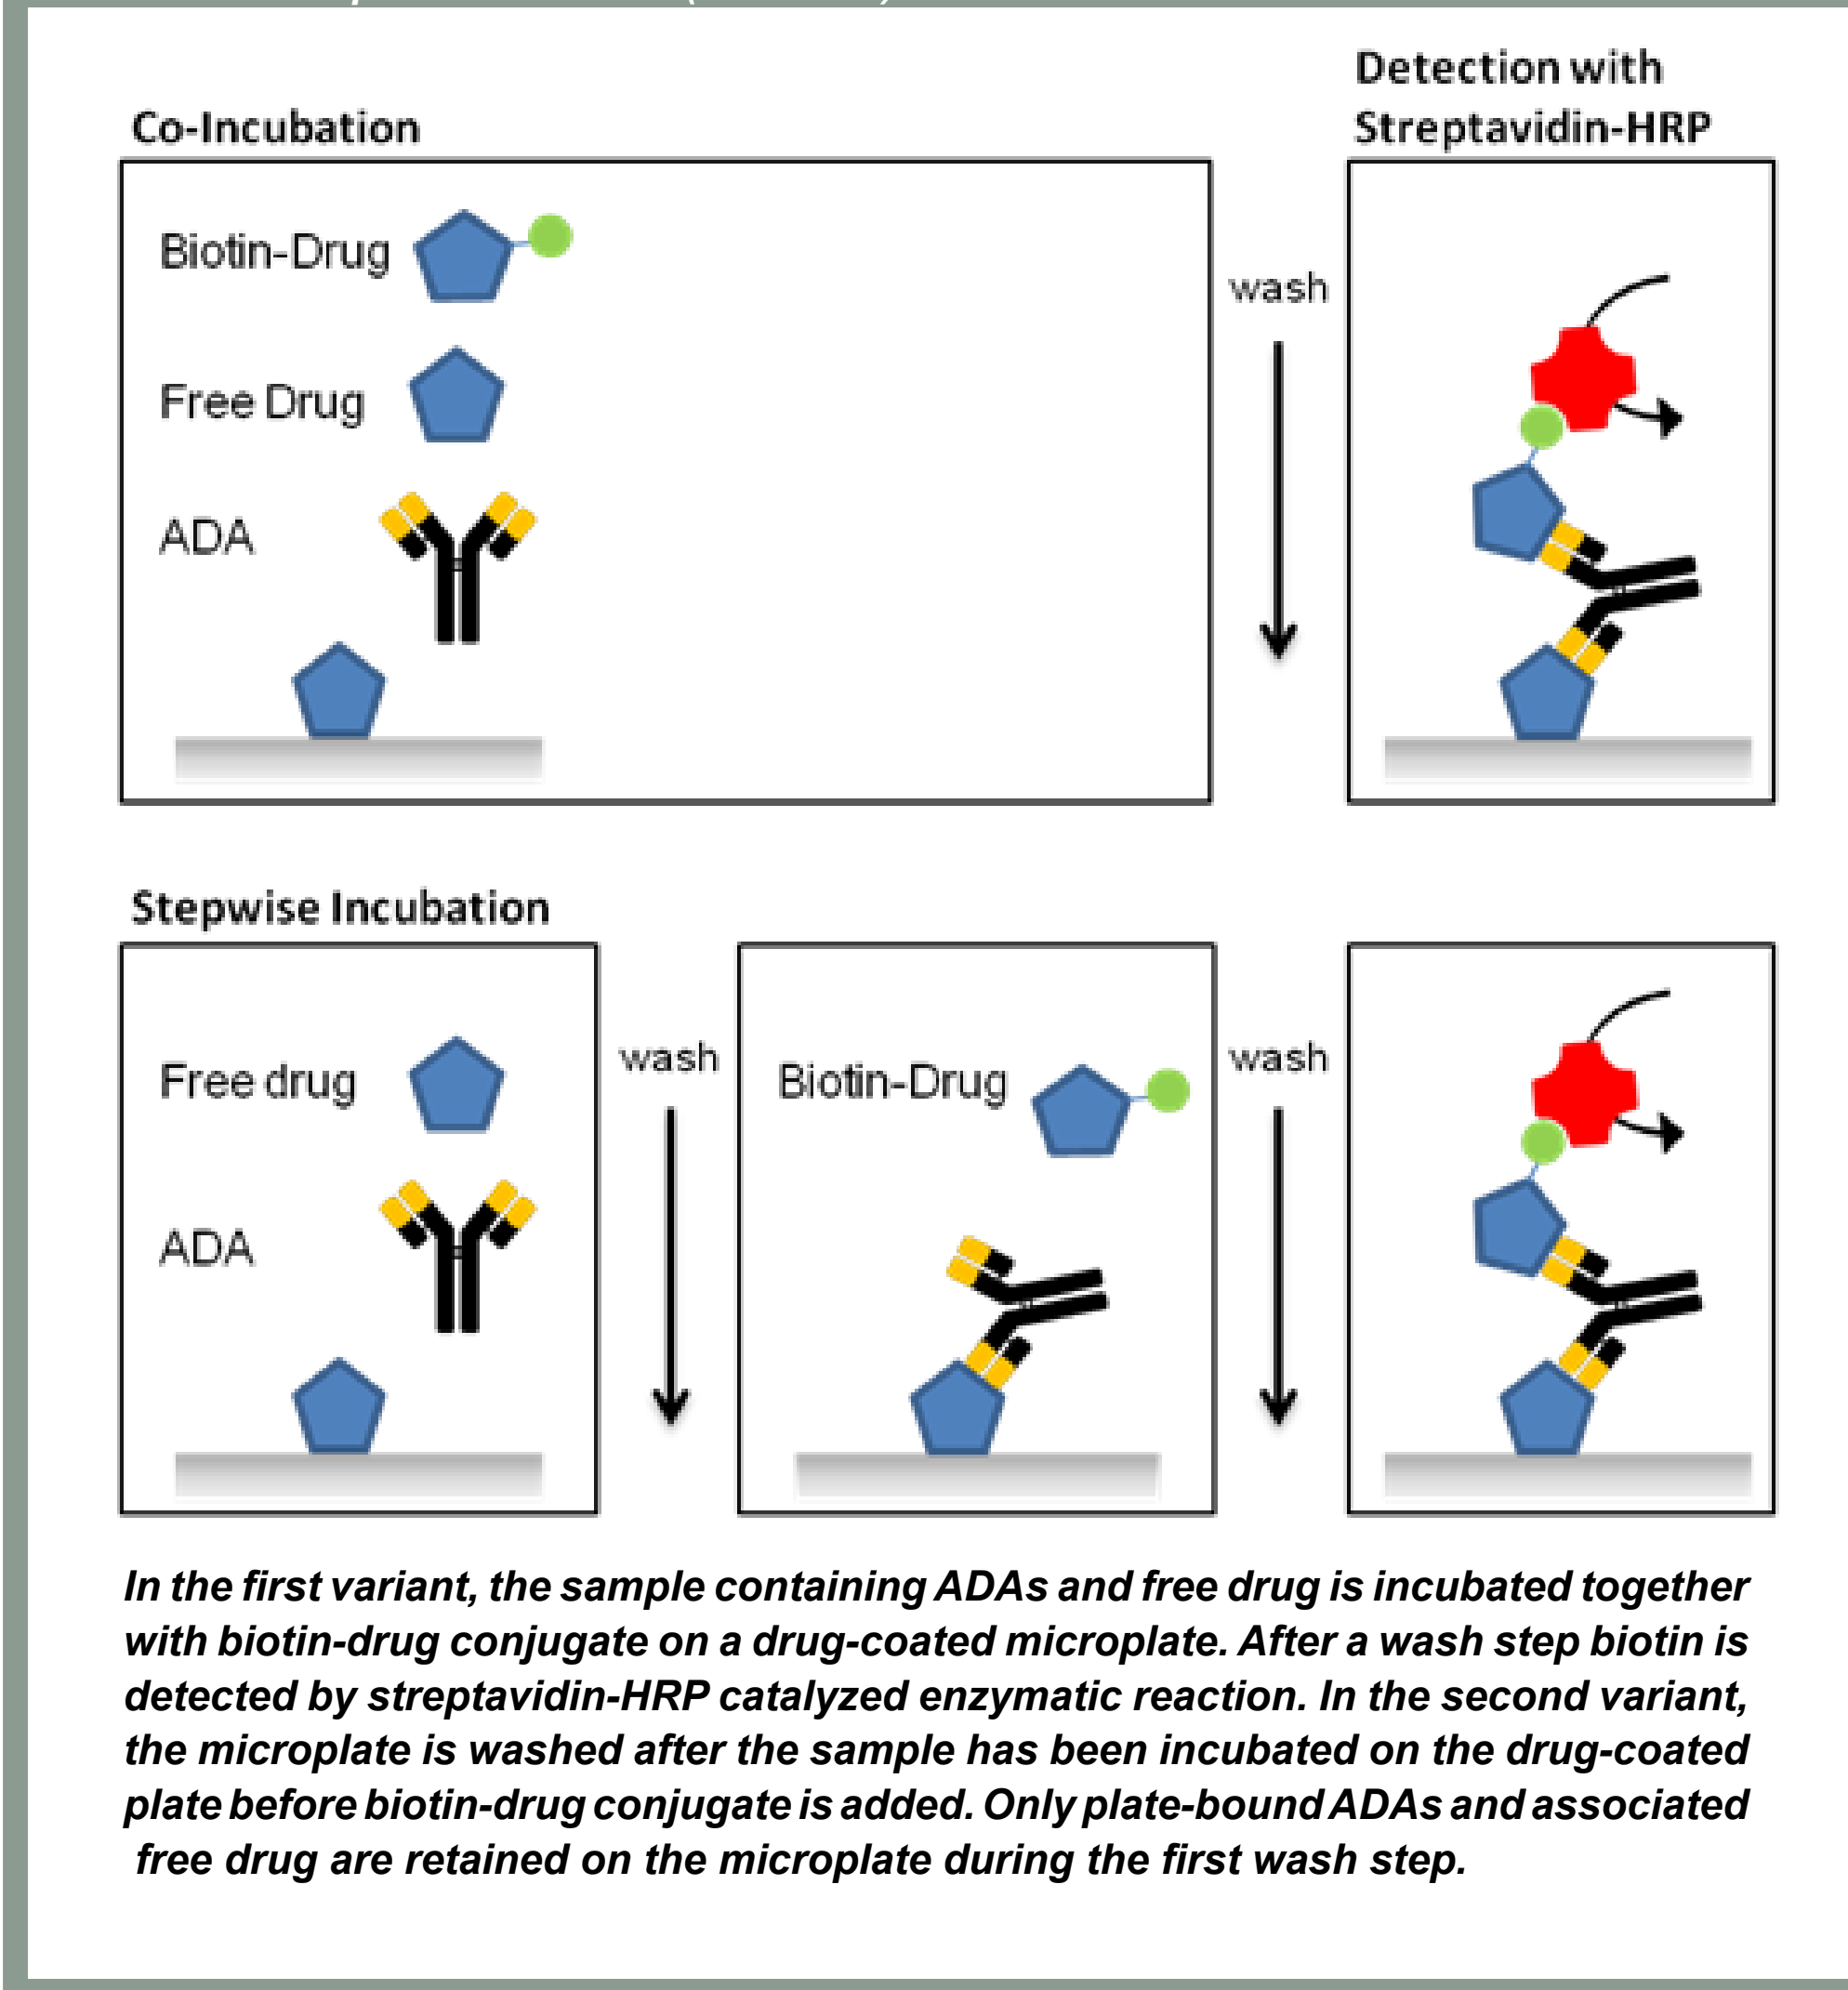 Co-Incubation
Detection with
Streptavidin-HRP
Biotin-Drug
Free Drug
ADA
wash
Stepwise Incubation
Free drug
ADA
wash
Biotin-Drug
wash
In the first variant, the sample containing ADAs and free drug is incubated together
with biotin-drug conjugate on a drug-coated microplate. After a wash step biotin is
detected by streptavidin-HRP catalyzed enzymatic reaction. In the second variant,
the microplate is washed after the sample has been incubated on the drug-coated
plate before biotin-drug conjugate is added. Only plate-bound ADAs and associated
free drug are retained on the microplate during the first wash step.